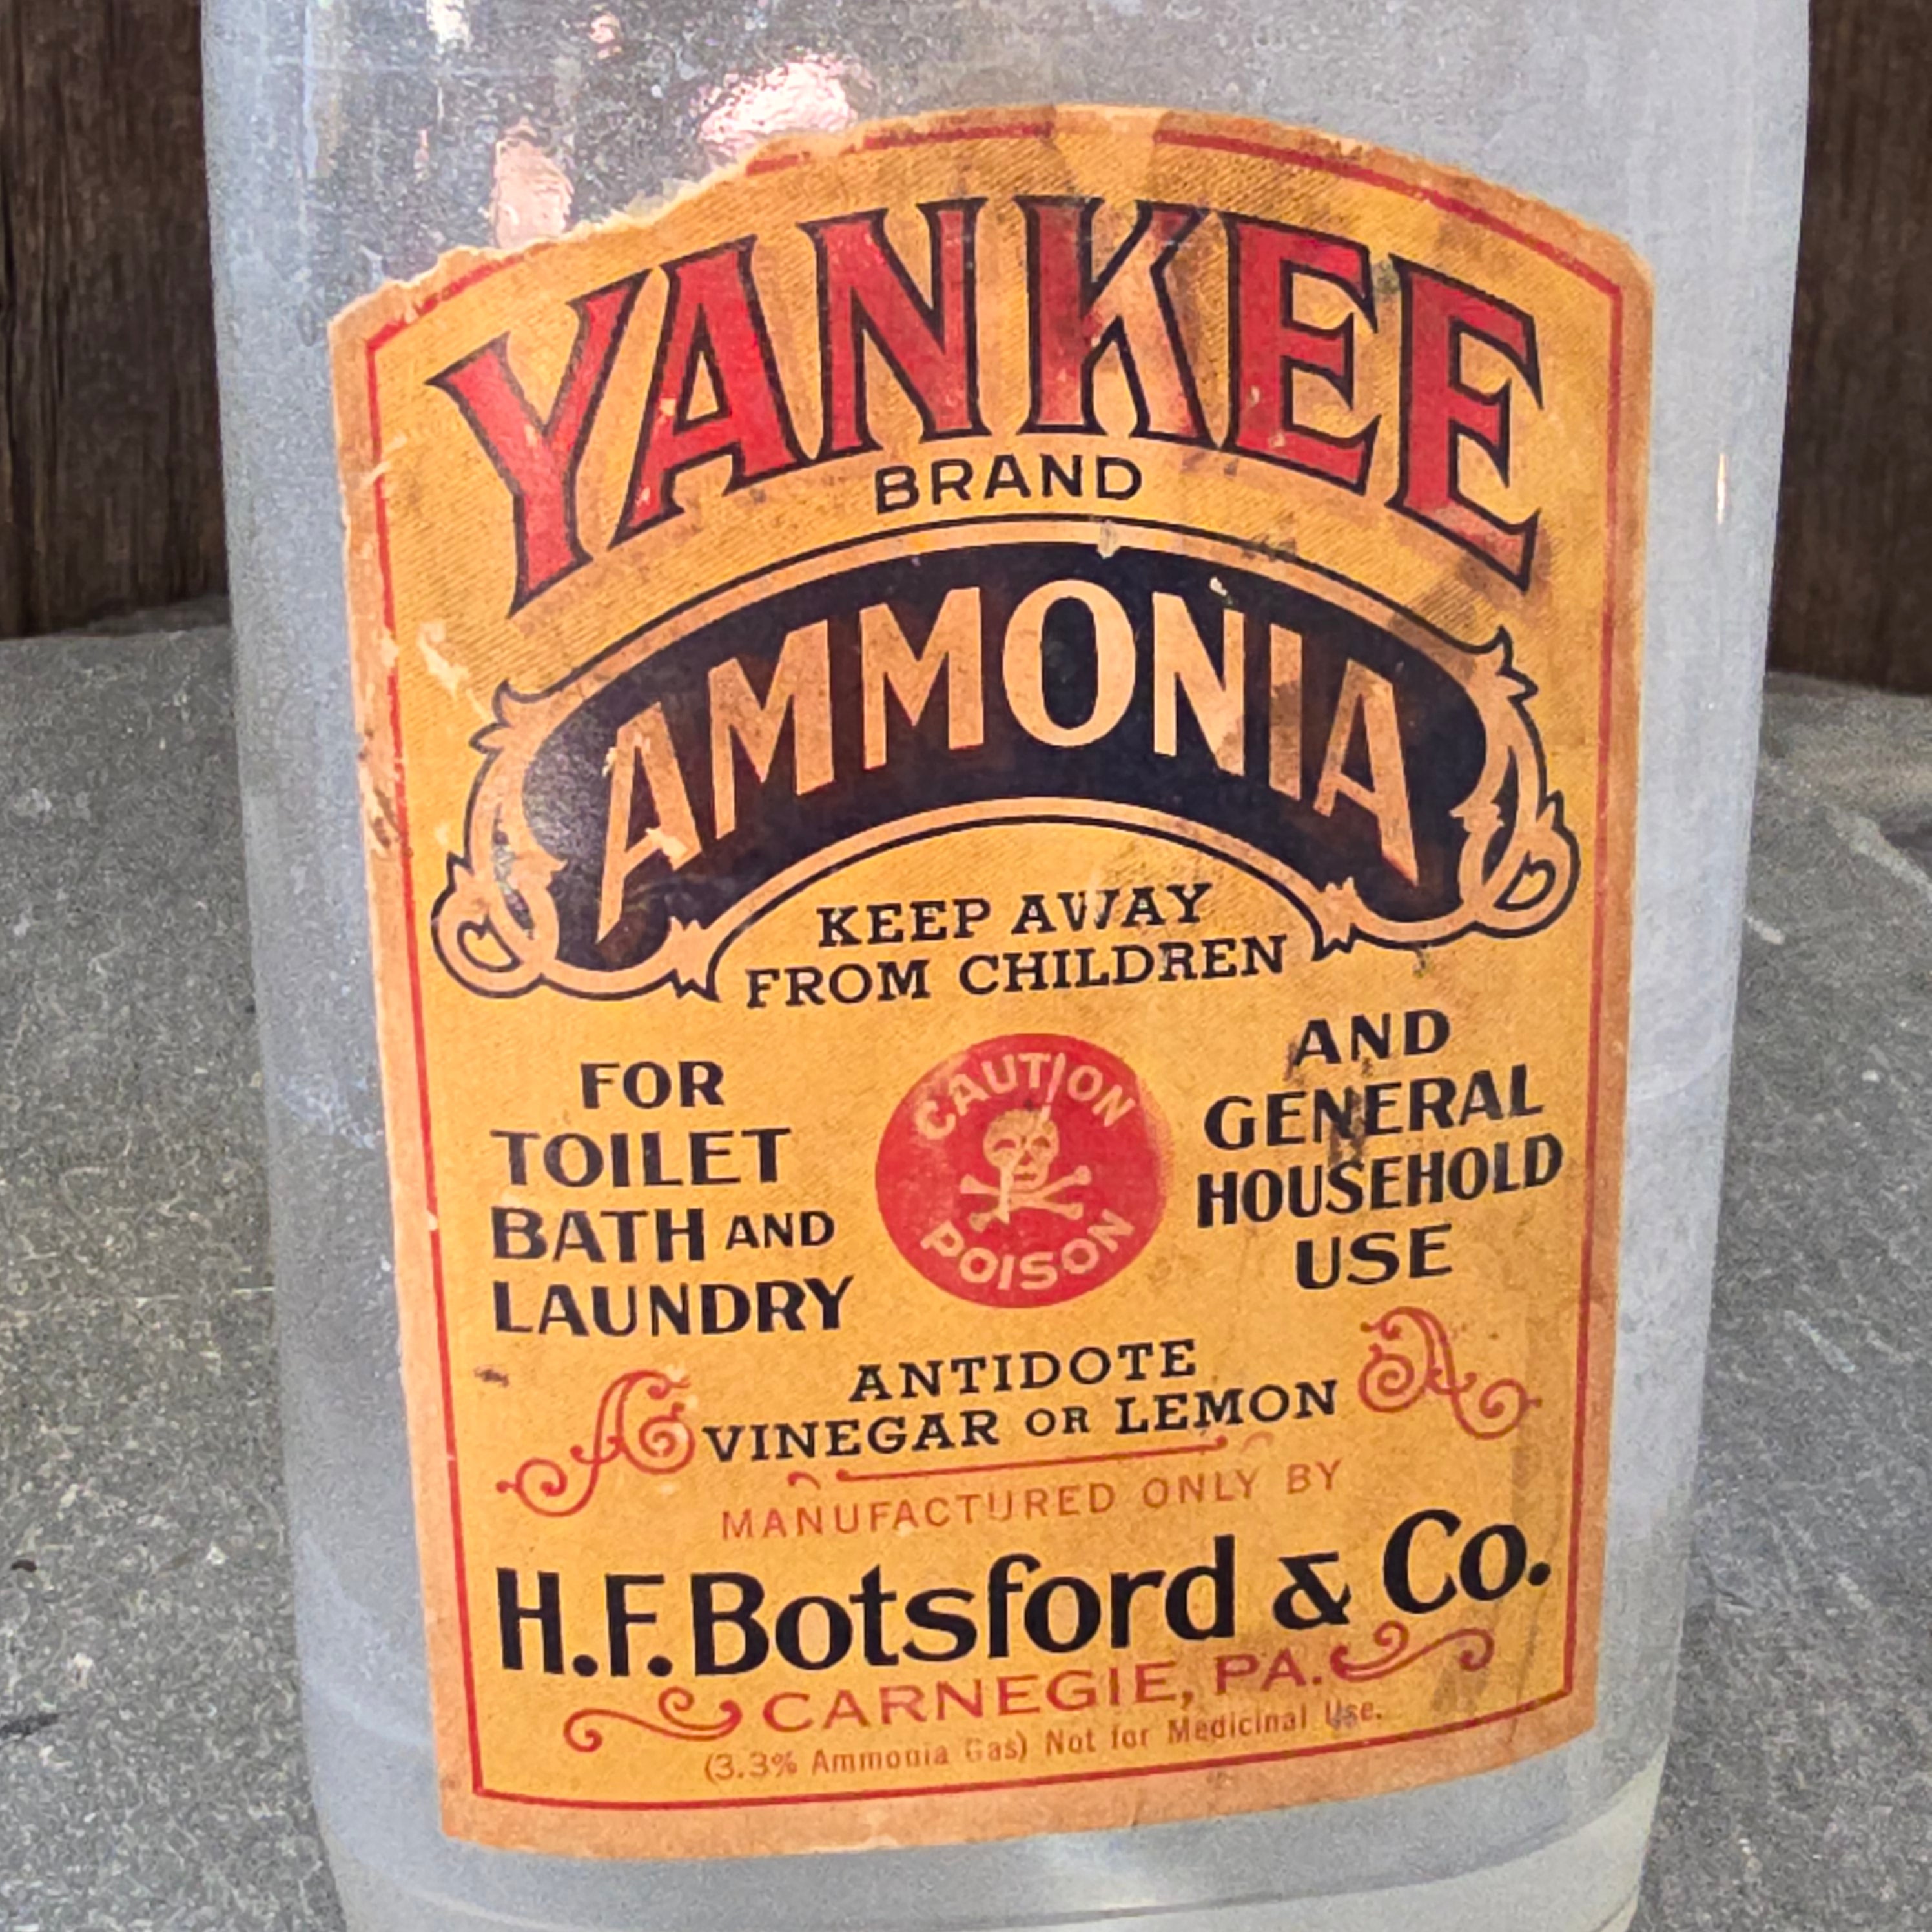 YANKEE
BRAND
AMMONIA
KEEP AWAY
FROM CHILDREN
FOR
TOILET
BATH AND
LAUNDRY
CAUTION
POISON
AND
GENERAL
HOUSEHOLD
USE
ANTIDOTE
VINEGAR OR LEMON
MANUFACTURED ONLY BY
H.F. Botsford & Co.
CARNEGIE, PA.
(3.3% Ammonia Gas) Not for Medicinal Use.